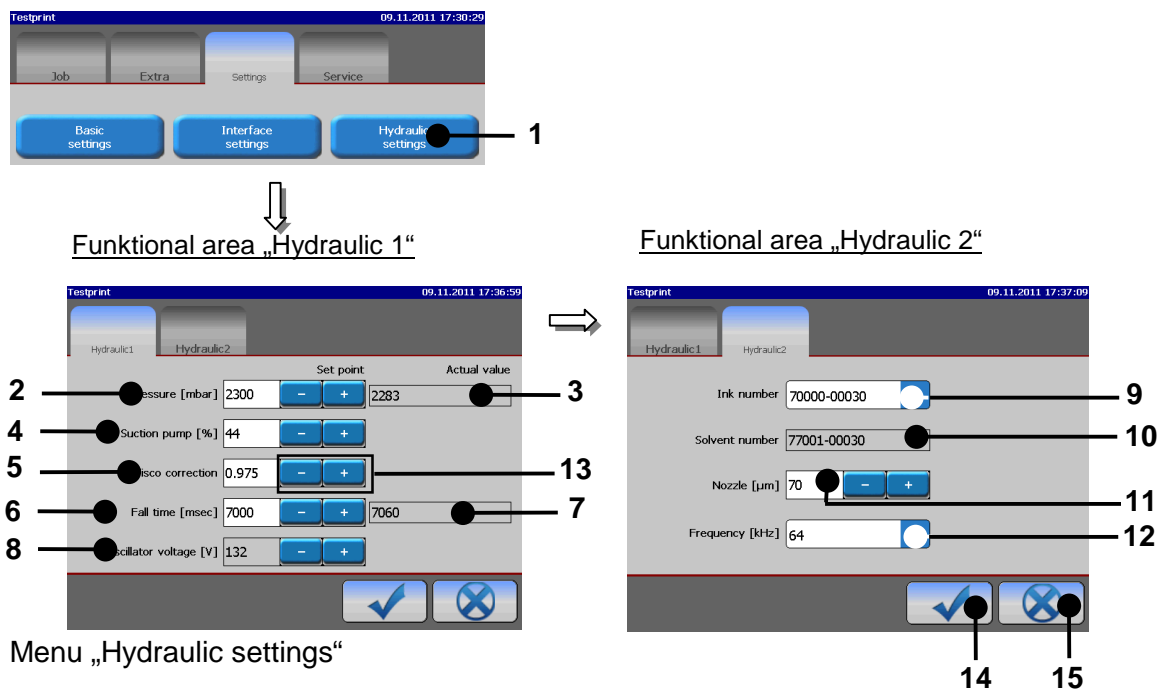 Testprint 09.11.2011 17:30:29
Job Extra Settings Service
Basic settings
Interface settings
Hydraulic settings
1
Funktional area „Hydraulic 1“
Funktional area „Hydraulic 2“
Testprint 09.11.2011 17:36:59
Hydraulic1 Hydraulic2
Set point Actual value
2 essure [mbar] 2300 - + 2283 3
4 Suction pump [%] 44 - +
5 isco correction 0.975 - + 13
6 Fall time [msec] 7000 - + 7060 7
8 scillator voltage [V] 132 - +
Testprint 09.11.2011 17:37:09
Hydraulic1 Hydraulic2
Ink number 70000-00030 9
Solvent number 77001-00030 10
Nozzle [µm] 70 - + 11
Frequency [kHz] 64 12
14 15
Menu „Hydraulic settings“